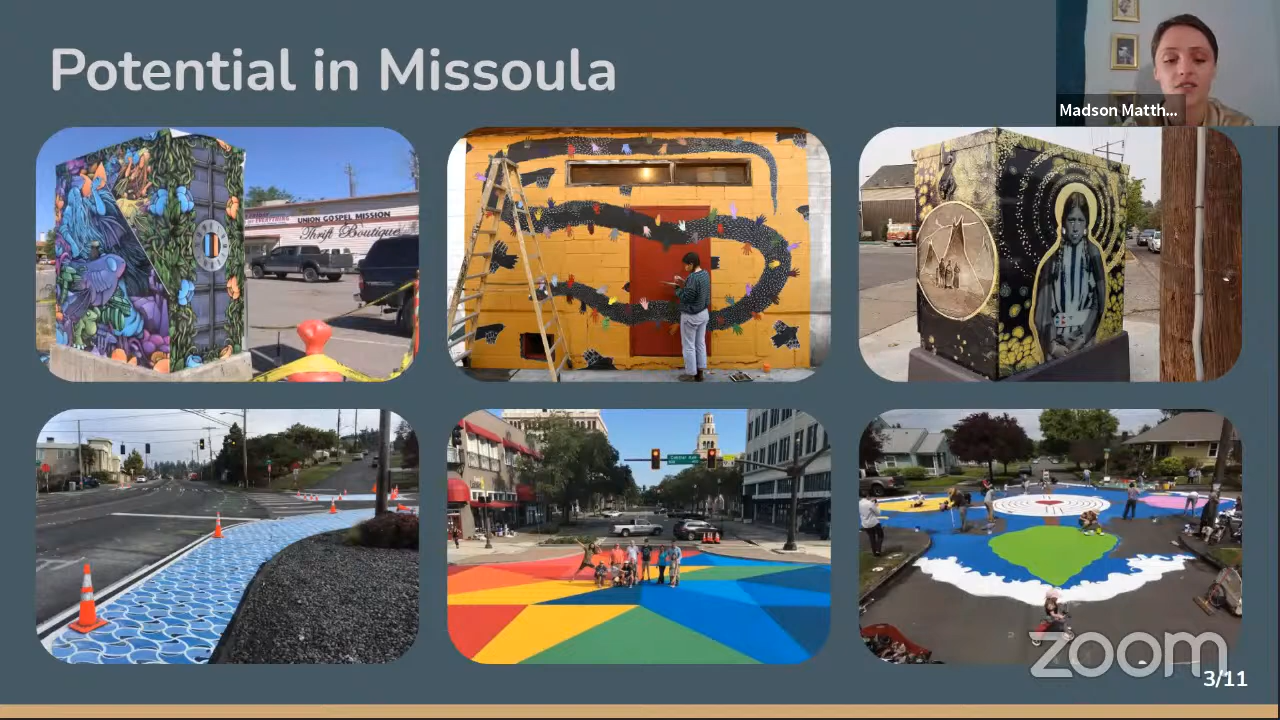 Potential in Missoula
Madson Matth...
UNION GOSPEL MISSION
Thrift Boutique
zoom
3/11